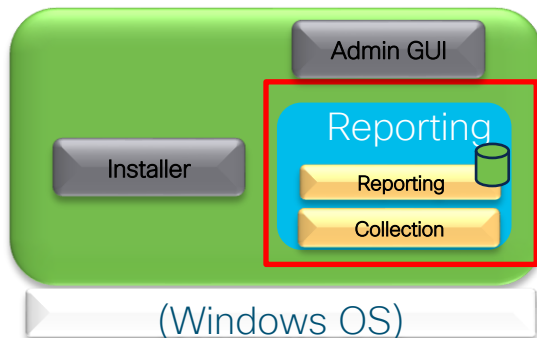 Admin GUI
Reporting
Installer
Reporting
Collection
(Windows OS)